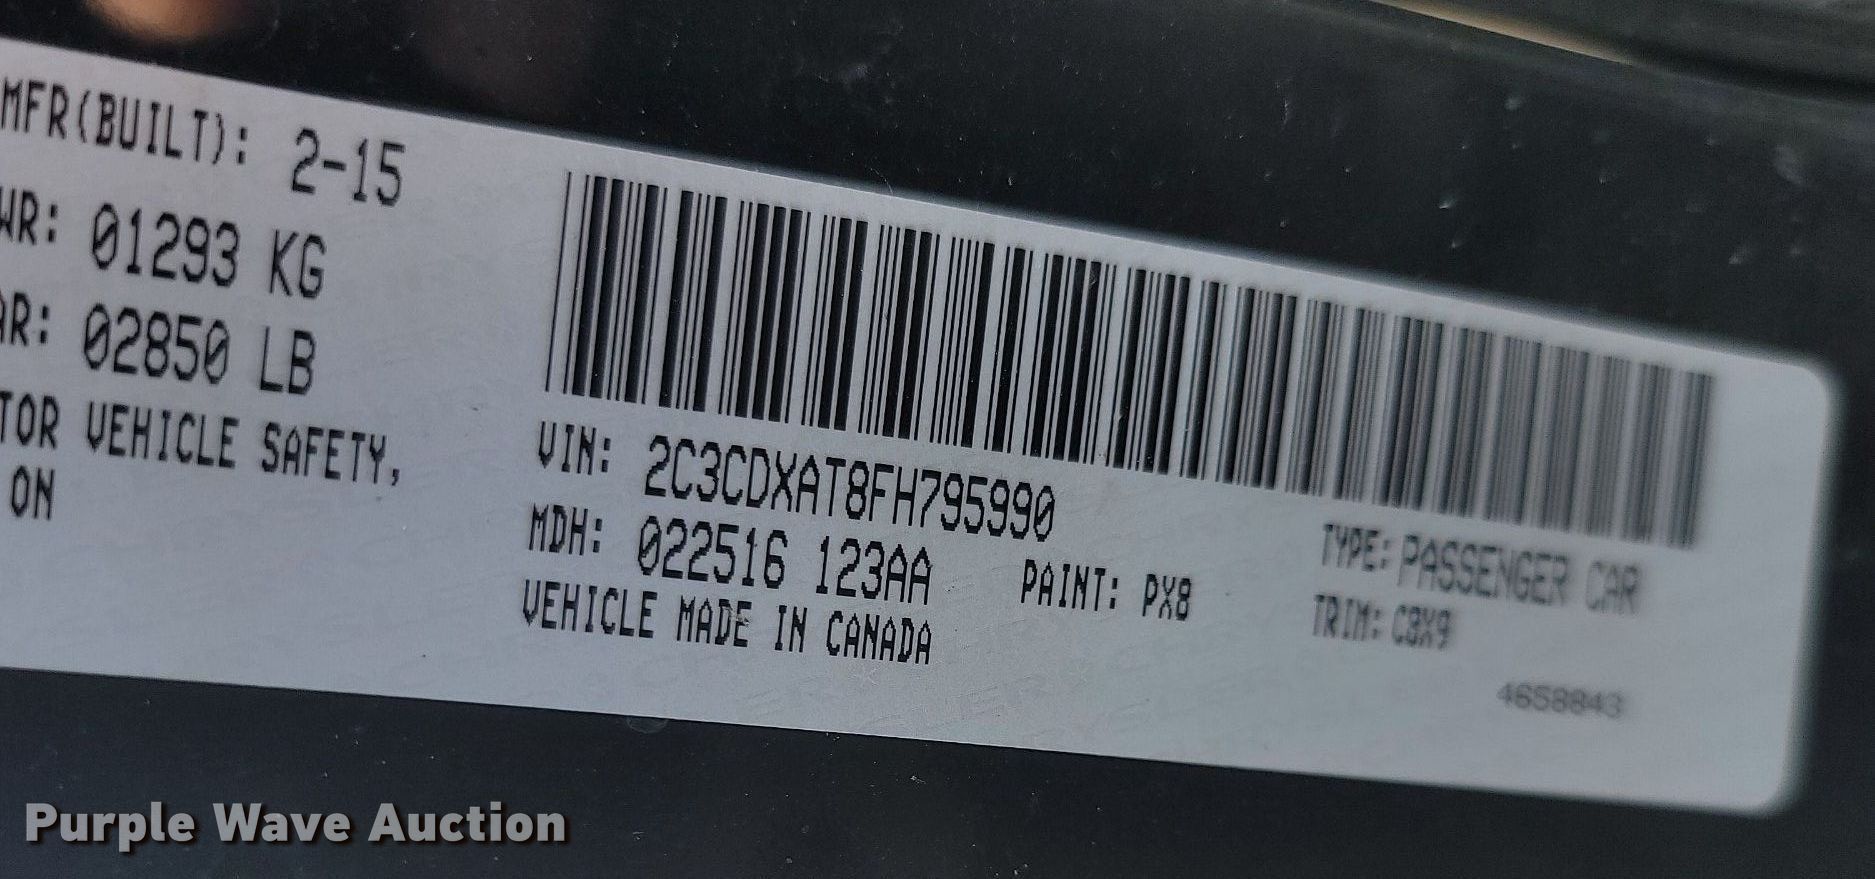 MFR(BUILT): 2-15
WR: 01293 KG
AR: 02850 LB
TOR VEHICLE SAFETY,
ON
VIN: 2C3CDXAT8FH795990
MDH: 022516 123AA
PAINT: PX8
VEHICLE MADE IN CANADA
TYPE: PASSENGER CAR
TRIM: C8X9
4658843
Purple Wave Auction